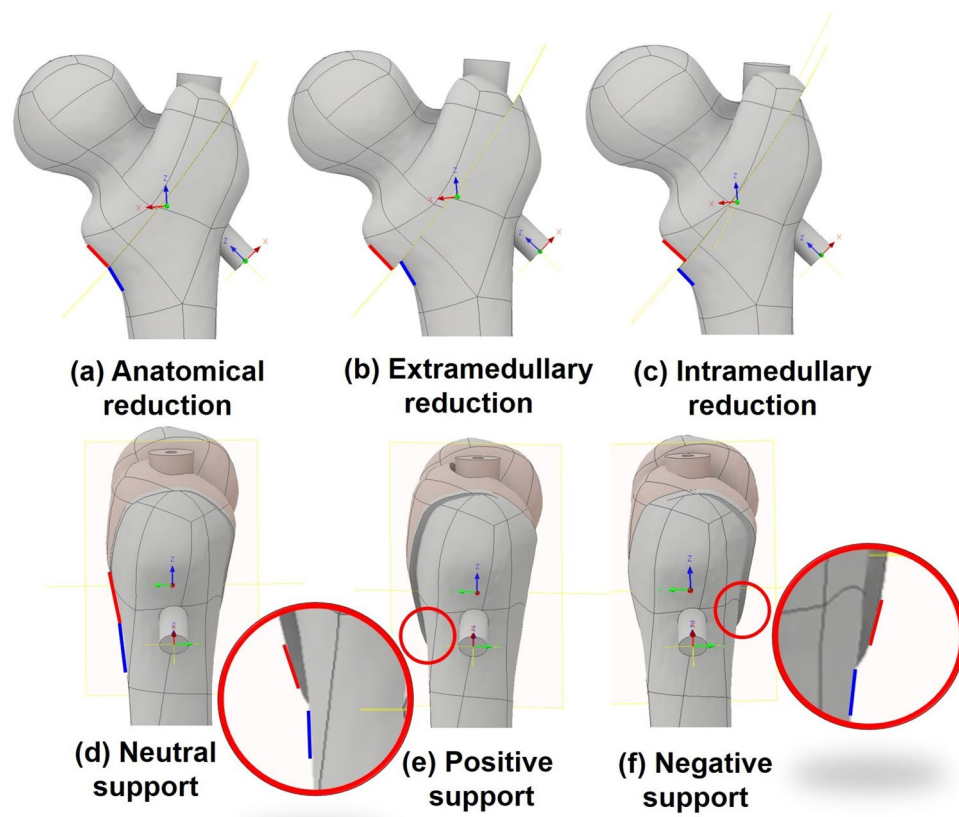 (a) Anatomical
reduction
(b) Extramedullary
reduction
(c) Intramedullary
reduction
(d) Neutral
support
(e) Positive
support
(f) Negative
support